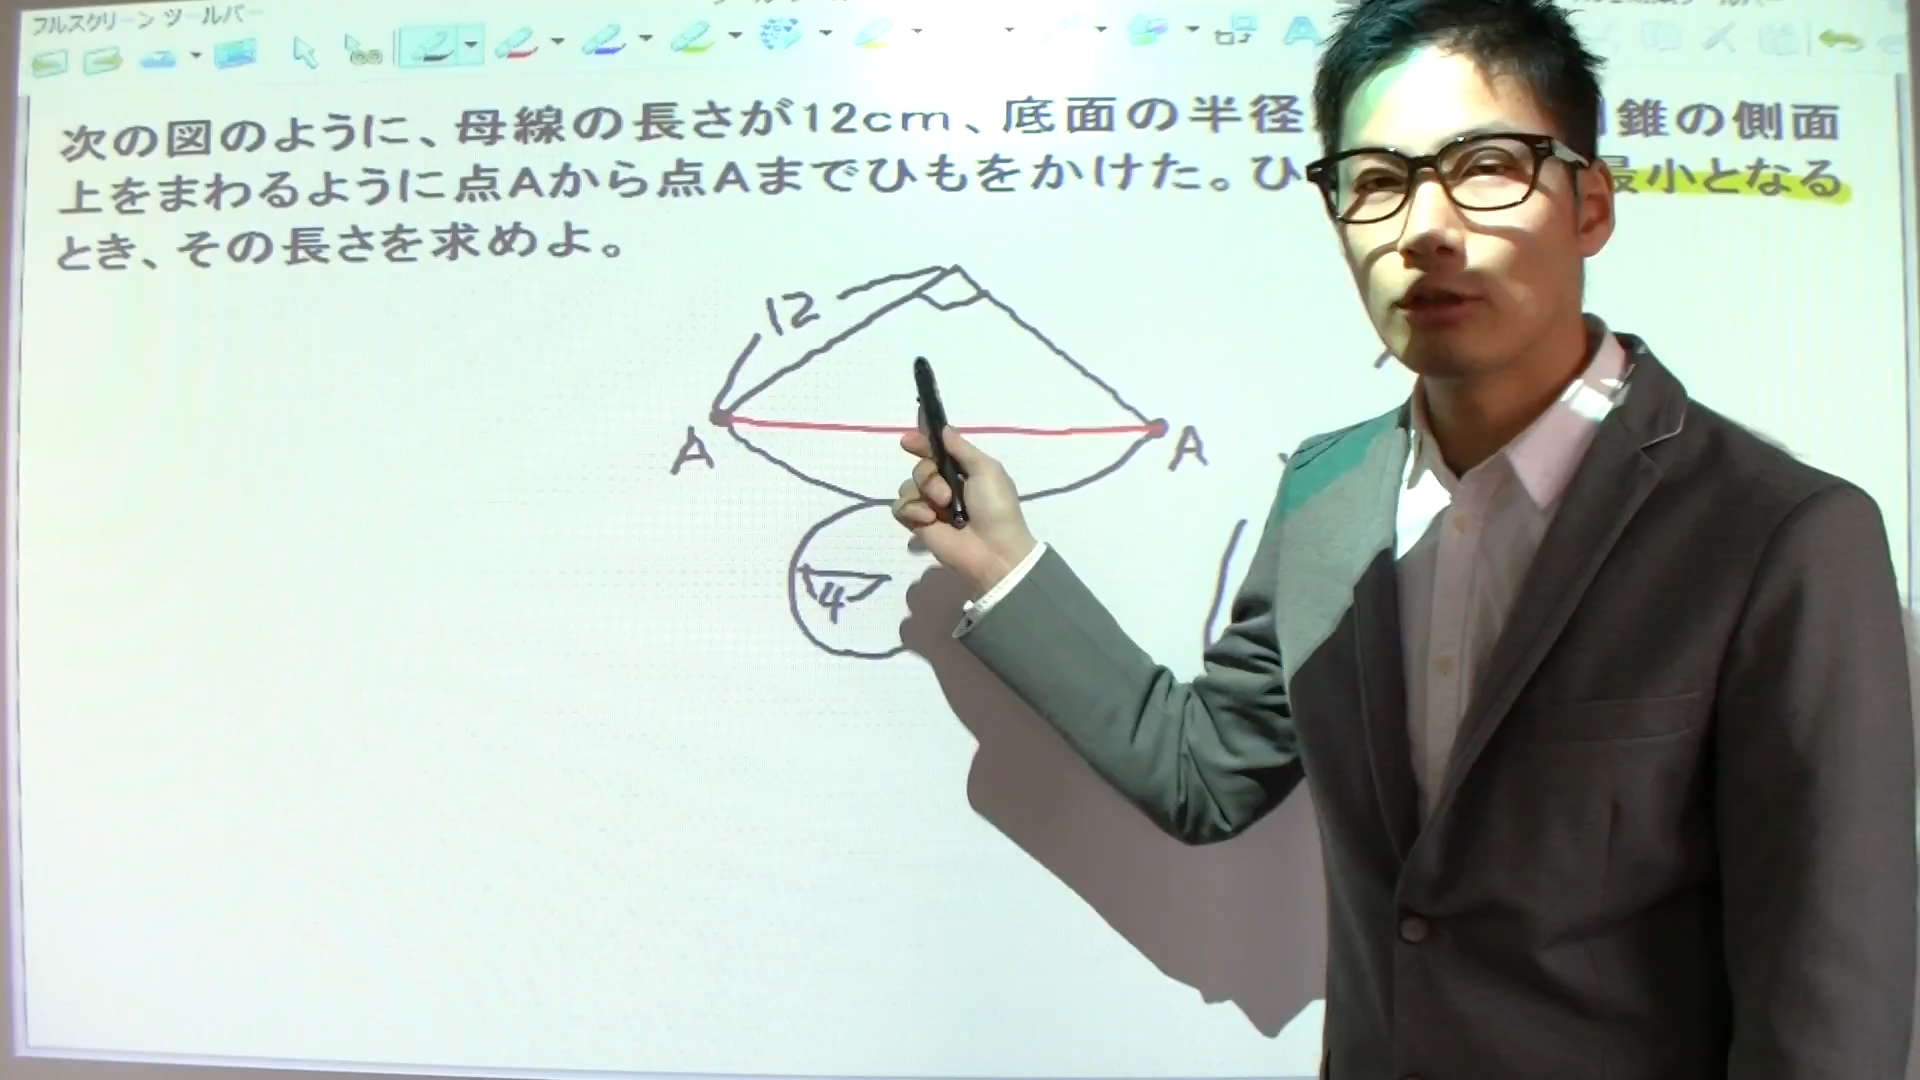 フルスクリーン ツールバー
次の図のように、母線の長さが12cm、底面の半径 錐の側面
上をまわるように点Aから点Aまでひもをかけた。ひ 最小となる
とき、その長さを求めよ。
12
A
A
4